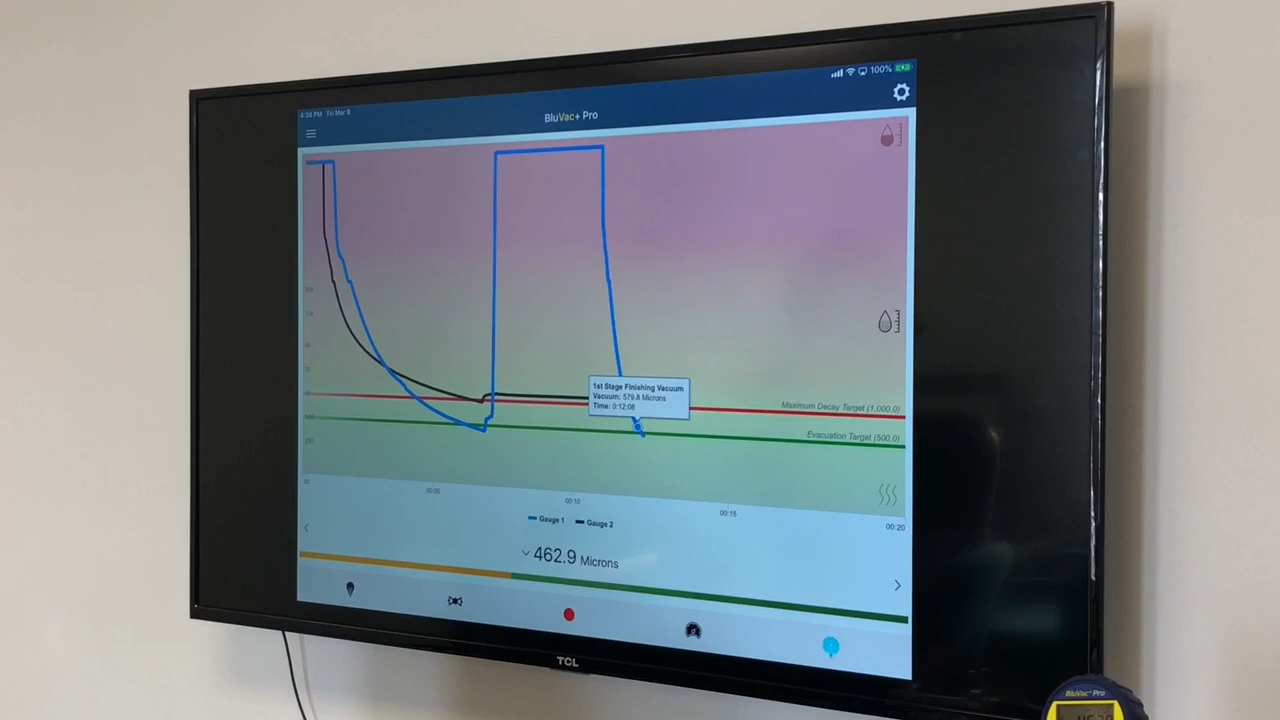 4:38 PM Fri Mar 8
100%
BluVac+ Pro
1st Stage Finishing Vacuum
Vacuum: 579.8 Microns
Time: 0:12:08
Maximum Decay Target (1,000.0)
Evacuation Target (500.0)
00:05
00:10
00:15
00:20
Gauge 1
Gauge 2
462.9 Microns
TCL
BluVac+ Pro